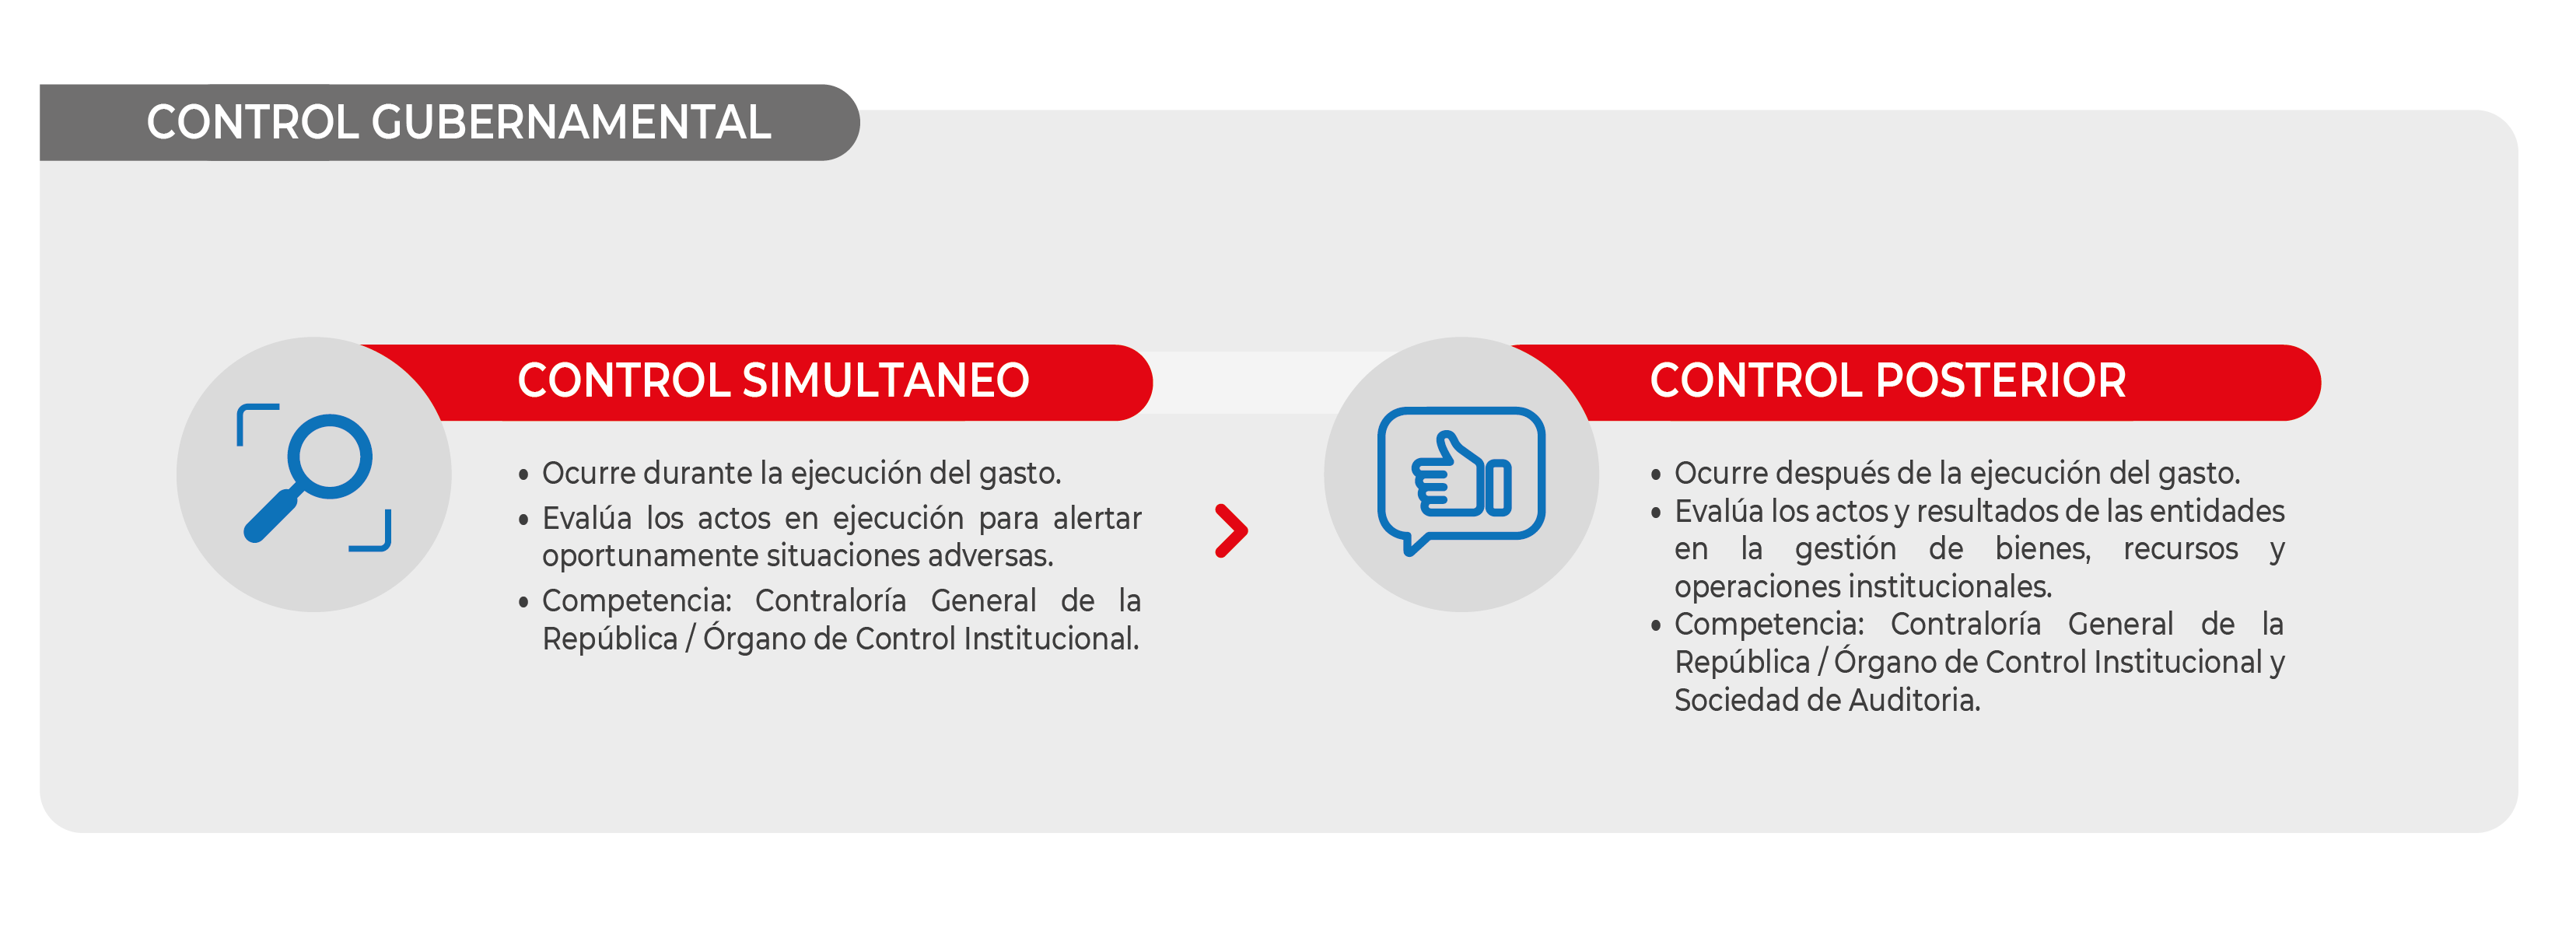 CONTROL GUBERNAMENTAL
CONTROL SIMULTANEO
• Ocurre durante la ejecución del gasto.
• Evalúa los actos en ejecución para alertar
oportunamente situaciones adversas.
• Competencia: Contraloría General de la
República / Órgano de Control Institucional.
CONTROL POSTERIOR
• Ocurre después de la ejecución del gasto.
• Evalúa los actos y resultados de las entidades
en la gestión de bienes, recursos y
operaciones institucionales.
• Competencia: Contraloría General de la
República / Órgano de Control Institucional y
Sociedad de Auditoria.